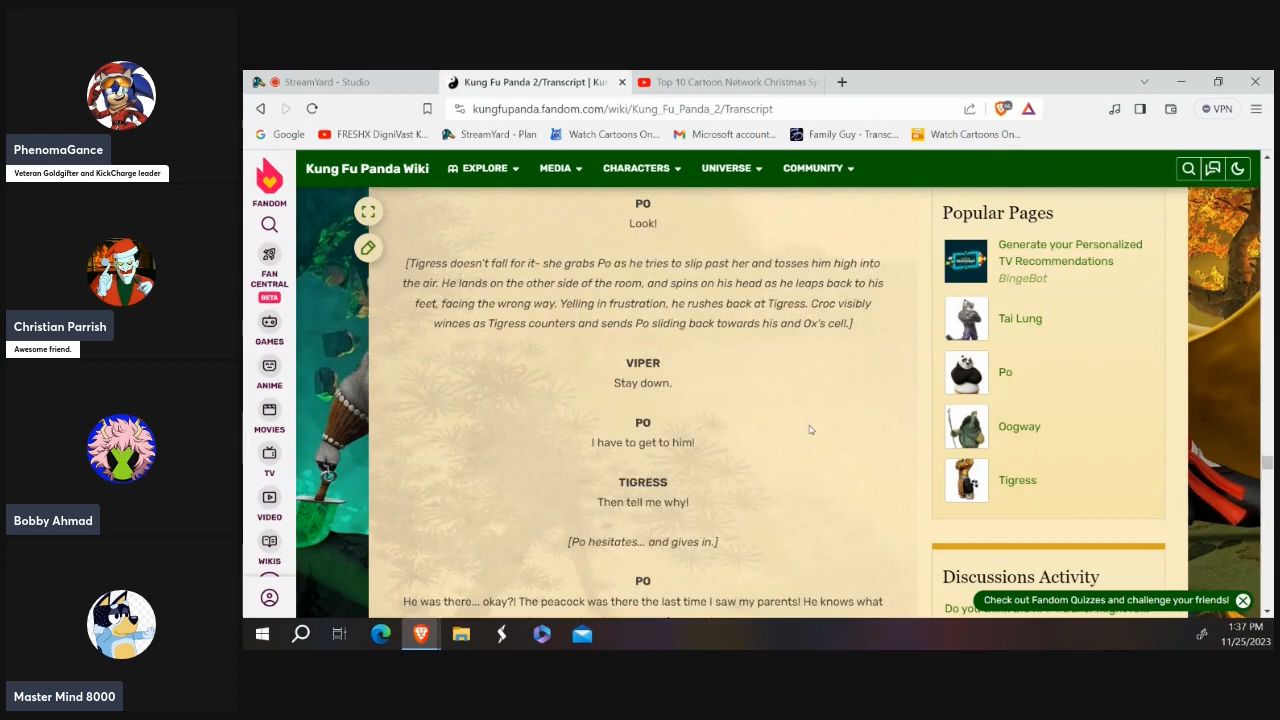 PhenomaGance
Veteran Goldgifter and KickCharge leader
Christian Parrish
Awesome friend.
Bobby Ahmad
Master Mind 8000
StreamYard - Studio
Kung Fu Panda 2/Transcript | Ku
Top 10 Cartoon Network Christmas Sp
kungfupanda.fandom.com/wiki/Kung_Fu_Panda_2/Transcript
VPN
Google
FRESHX DigniVast K...
StreamYard - Plan
Watch Cartoons On...
Microsoft account...
Family Guy - Transc...
Watch Cartoons On...
FANDOM
FAN
CENTRAL
BETA
GAMES
ANIME
MOVIES
TV
VIDEO
WIKIS
Kung Fu Panda Wiki
EXPLORE
MEDIA
CHARACTERS
UNIVERSE
COMMUNITY
PO
Look!
[Tigress doesn't fall for it- she grabs Po as he tries to slip past her and tosses him high into
the air. He lands on the other side of the room, and spins on his head as he leaps back to his
feet, facing the wrong way. Yelling in frustration, he rushes back at Tigress. Croc visibly
winces as Tigress counters and sends Po sliding back towards his and Ox's cell.]
VIPER
Stay down.
PO
I have to get to him!
TIGRESS
Then tell me why!
[Po hesitates... and gives in.]
PO
He was there... okay?! The peacock was there the last time I saw my parents! He knows what
Popular Pages
Generate your Personalized
TV Recommendations
BingeBot
Tai Lung
Po
Oogway
Tigress
Discussions Activity
Check out Fandom Quizzes and challenge your friends!
1:37 PM
11/25/2023